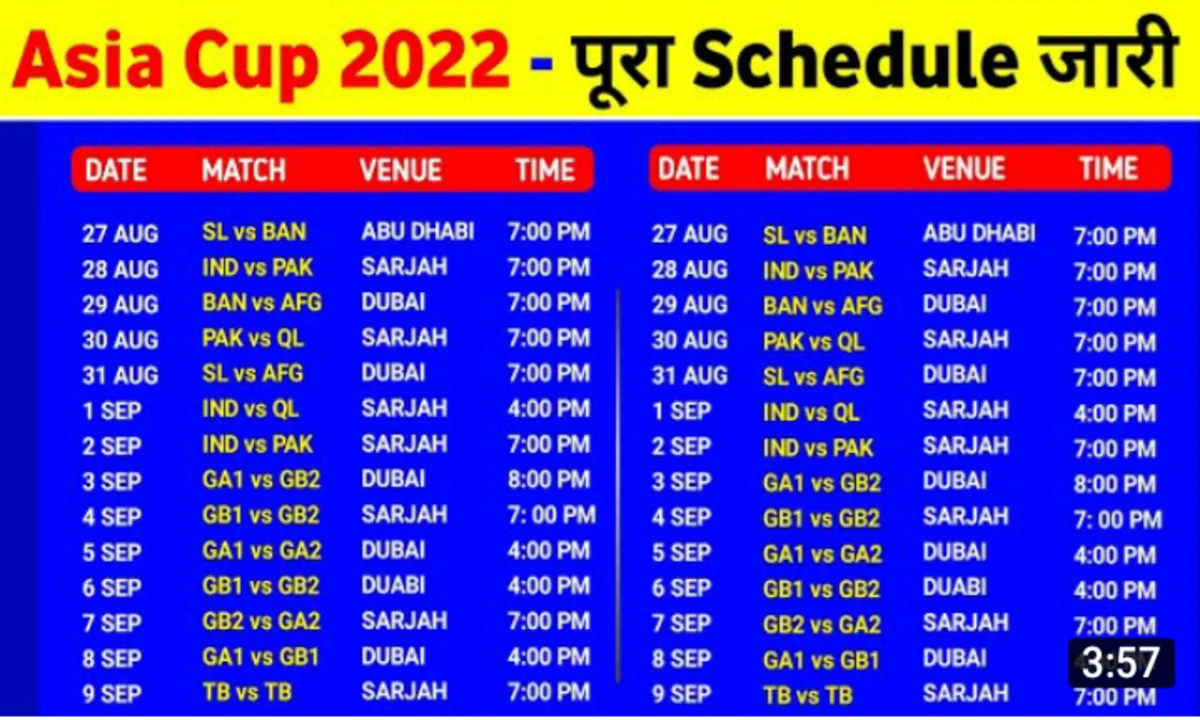 Asia Cup 2022 - पूरा Schedule जारी
DATE MATCH VENUE TIME DATE MATCH VENUE TIME
27 AUG SL vs BAN ABU DHABI 7:00 PM 27 AUG SL vs BAN ABU DHABI 7:00 PM
28 AUG IND vs PAK SARJAH 7:00 PM 28 AUG IND vs PAK SARJAH 7:00 PM
29 AUG BAN vs AFG DUBAI 7:00 PM 29 AUG BAN vs AFG DUBAI 7:00 PM
30 AUG PAK vs QL SARJAH 7:00 PM 30 AUG PAK vs QL SARJAH 7:00 PM
31 AUG SL vs AFG DUBAI 7:00 PM 31 AUG SL vs AFG DUBAI 7:00 PM
1 SEP IND vs QL SARJAH 4:00 PM 1 SEP IND vs QL SARJAH 4:00 PM
2 SEP IND vs PAK SARJAH 7:00 PM 2 SEP IND vs PAK SARJAH 7:00 PM
3 SEP GA1 vs GB2 DUBAI 8:00 PM 3 SEP GA1 vs GB2 DUBAI 8:00 PM
4 SEP GB1 vs GB2 SARJAH 7: 00 PM 4 SEP GB1 vs GB2 SARJAH 7: 00 PM
5 SEP GA1 vs GA2 DUBAI 4:00 PM 5 SEP GA1 vs GA2 DUBAI 4:00 PM
6 SEP GB1 vs GB2 DUABI 4:00 PM 6 SEP GB1 vs GB2 DUABI 4:00 PM
7 SEP GB2 vs GA2 SARJAH 7:00 PM 7 SEP GB2 vs GA2 SARJAH 7:00 PM
8 SEP GA1 vs GB1 DUBAI 4:00 PM 8 SEP GA1 vs GB1 DUBAI 3:57
9 SEP TB vs TB SARJAH 7:00 PM 9 SEP TB vs TB SARJAH 7:00 PM